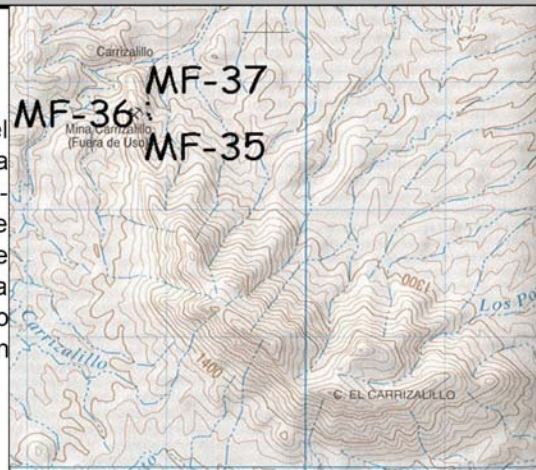 Carrizalillo
MF-37
MF-36
Mina Carrizalillo
(Fuera de Uso)
MF-35
el
a
-
e
e
a
o
n
1300
Los Po
Carrizalillo
1400
C. EL CARRIZALILLO